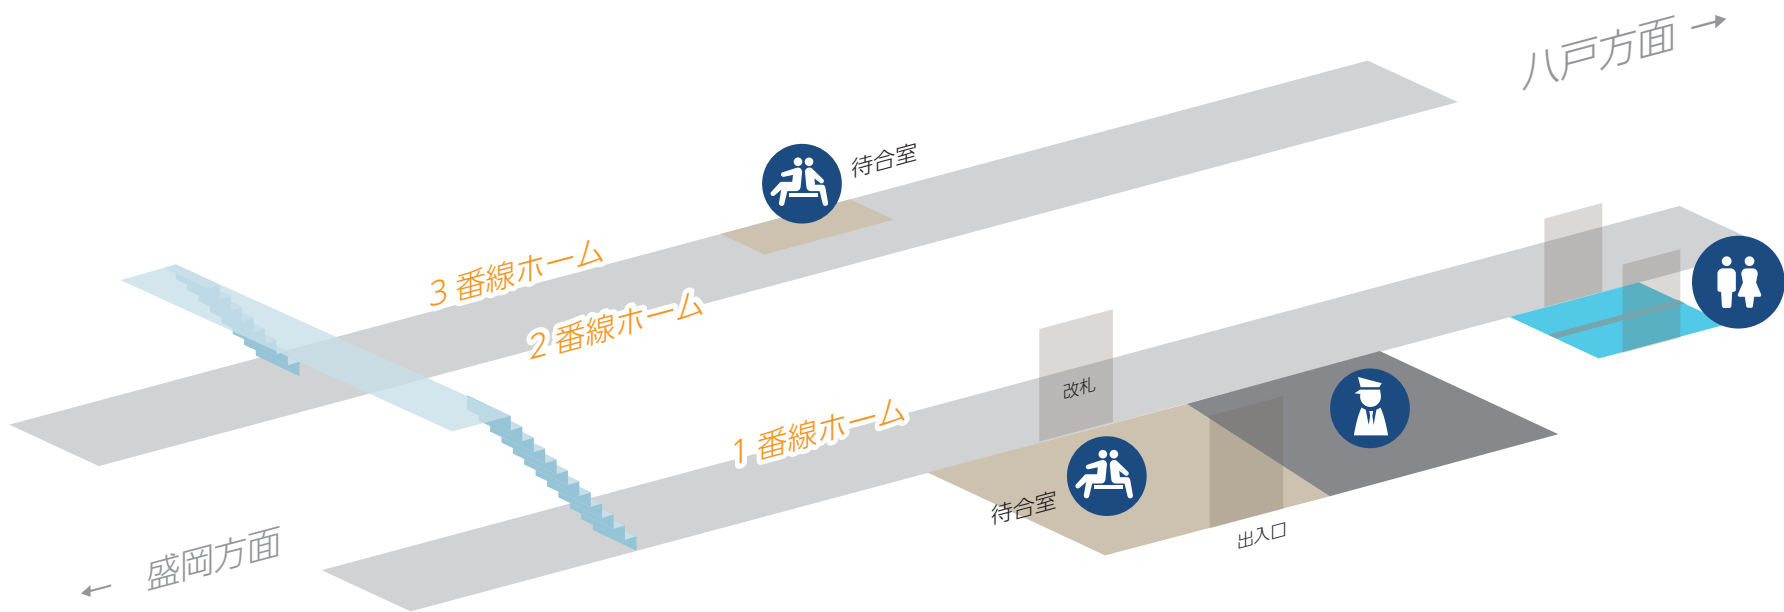 八戸方面 →
待合室
3 番線ホーム
2 番線ホーム
改札
1 番線ホーム
待合室
出入口
← 盛岡方面